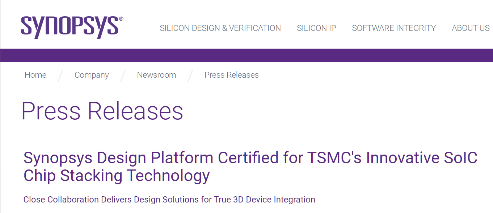 SYNOPSYS®
SILICON DESIGN & VERIFICATION SILICON IP SOFTWARE INTEGRITY ABOUT US
Home / Company / Newsroom / Press Releases
Press Releases
Synopsys Design Platform Certified for TSMC's Innovative SoIC
Chip Stacking Technology
Close Collaboration Delivers Design Solutions for True 3D Device Integration